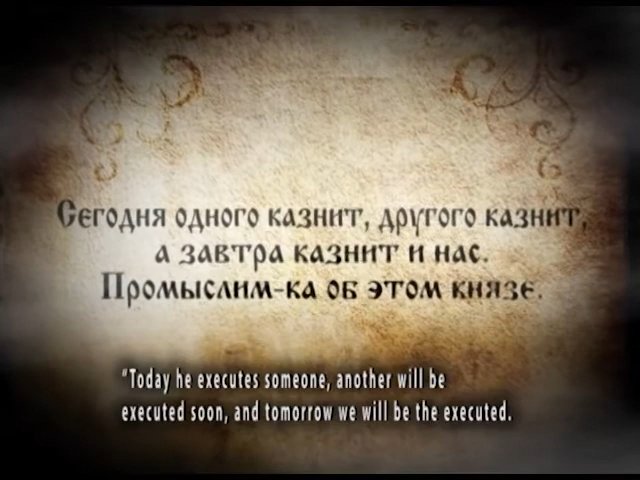 Сегодня одного казнит, другого казнит,
а завтра казнит и нас.
Промыслим-ка об этом князе.
"Today he executes someone, another will be
executed soon, and tomorrow we will be the executed.